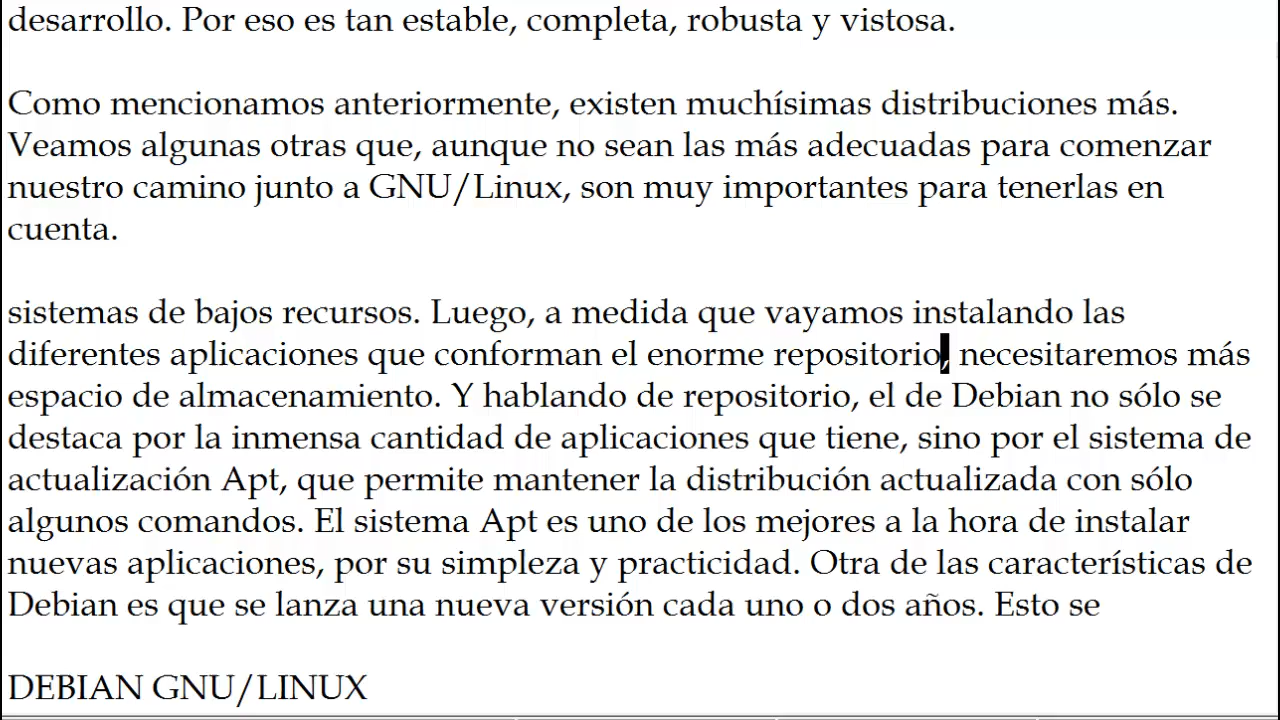 desarrollo. Por eso es tan estable, completa, robusta y vistosa.
Como mencionamos anteriormente, existen muchísimas distribuciones más.
Veamos algunas otras que, aunque no sean las más adecuadas para comenzar
nuestro camino junto a GNU/Linux, son muy importantes para tenerlas en
cuenta.
sistemas de bajos recursos. Luego, a medida que vayamos instalando las
diferentes aplicaciones que conforman el enorme repositorio, necesitaremos más
espacio de almacenamiento. Y hablando de repositorio, el de Debian no sólo se
destaca por la inmensa cantidad de aplicaciones que tiene, sino por el sistema de
actualización Apt, que permite mantener la distribución actualizada con sólo
algunos comandos. El sistema Apt es uno de los mejores a la hora de instalar
nuevas aplicaciones, por su simpleza y practicidad. Otra de las características de
Debian es que se lanza una nueva versión cada uno o dos años. Esto se
DEBIAN GNU/LINUX